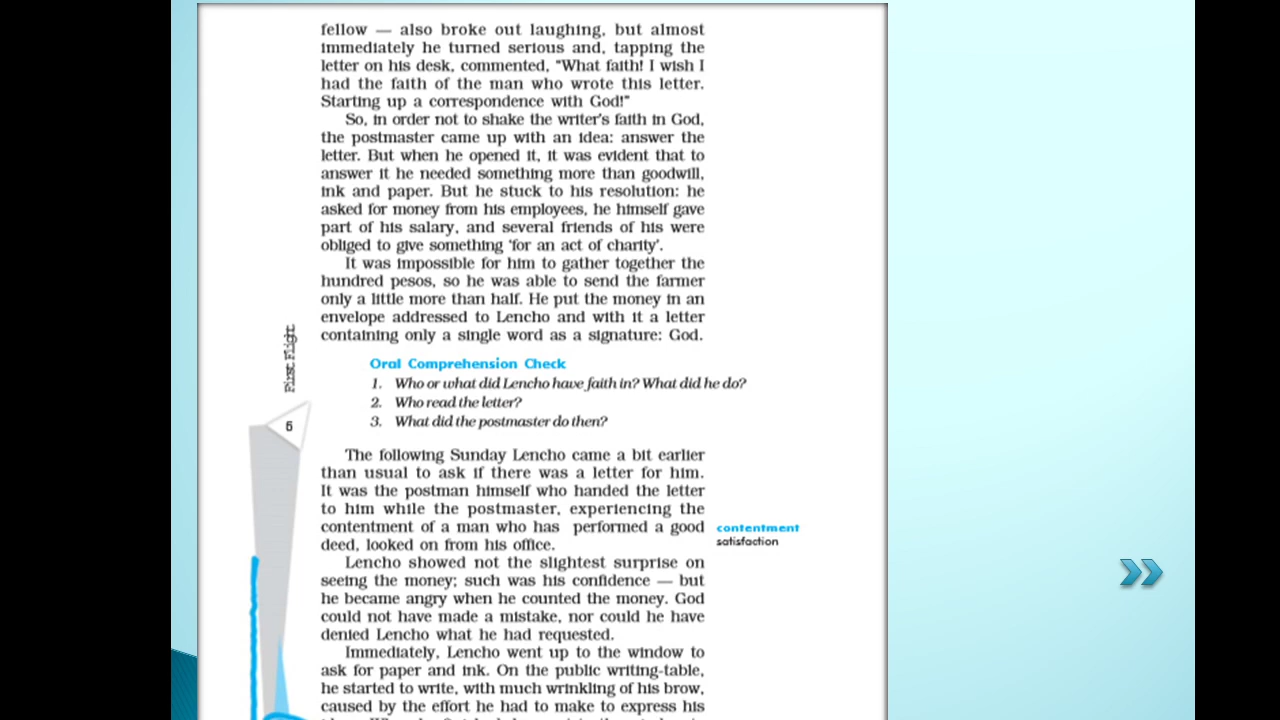 fellow — also broke out laughing, but almost
immediately he turned serious and, tapping the
letter on his desk, commented, "What faith! I wish I
had the faith of the man who wrote this letter.
Starting up a correspondence with God!"
So, in order not to shake the writer's faith in God,
the postmaster came up with an idea: answer the
letter. But when he opened it, it was evident that to
answer it he needed something more than goodwill,
ink and paper. But he stuck to his resolution: he
asked for money from his employees, he himself gave
part of his salary, and several friends of his were
obliged to give something 'for an act of charity'.
It was impossible for him to gather together the
hundred pesos, so he was able to send the farmer
only a little more than half. He put the money in an
envelope addressed to Lencho and with it a letter
containing only a single word as a signature: God.
First Flight
Oral Comprehension Check
1. Who or what did Lencho have faith in? What did he do?
2. Who read the letter?
3. What did the postmaster do then?
6
The following Sunday Lencho came a bit earlier
than usual to ask if there was a letter for him.
It was the postman himself who handed the letter
to him while the postmaster, experiencing the
contentment of a man who has performed a good
deed, looked on from his office.
contentment
satisfaction
Lencho showed not the slightest surprise on
seeing the money; such was his confidence — but
he became angry when he counted the money. God
could not have made a mistake, nor could he have
denied Lencho what he had requested.
Immediately, Lencho went up to the window to
ask for paper and ink. On the public writing-table,
he started to write, with much wrinkling of his brow,
caused by the effort he had to make to express his